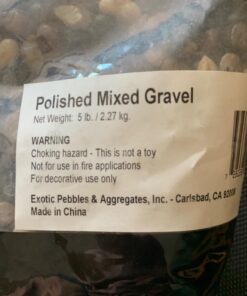 Polished Mixed Gravel
Net Weight: 5 lb. / 2.27 kg.
WARNING
Choking hazard - This is not a toy
Not for use in fire applications
For decorative use only
Exotic Pebbles & Aggregates, Inc. - Carlsbad, CA 92008
Made in China